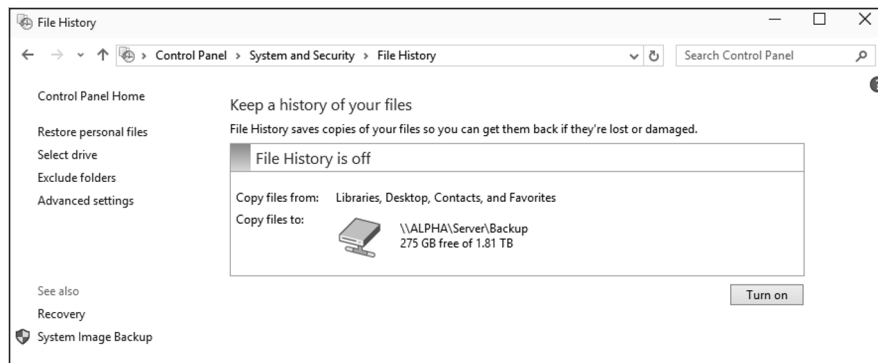 File History
Control Panel > System and Security > File History
Search Control Panel
Control Panel Home
Restore personal files
Select drive
Exclude folders
Advanced settings
See also
Recovery
System Image Backup
Keep a history of your files
File History saves copies of your files so you can get them back if they're lost or damaged.
File History is off
Copy files from: Libraries, Desktop, Contacts, and Favorites
Copy files to:
\\ALPHA\Server\Backup
275 GB free of 1.81 TB
Turn on